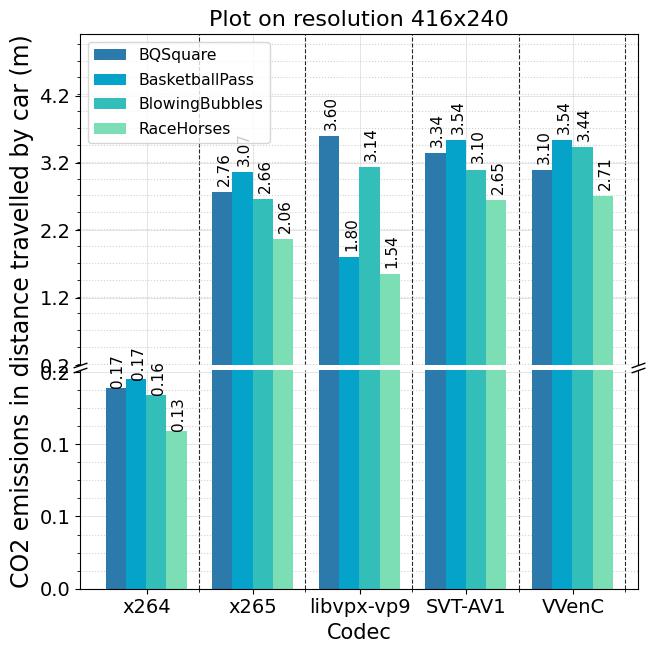 Plot on resolution 416x240
CO2 emissions in distance travelled by car (m)
BQSquare
BasketballPass
BlowingBubbles
RaceHorses
4.2
3.2
2.2
1.2
0.2
0.2
0.1
0.1
0.0
0.17
0.17
0.16
0.13
2.76
3.07
2.66
2.06
3.60
1.80
3.14
1.54
3.34
3.54
3.10
2.65
3.10
3.54
3.44
2.71
x264
x265
libvpx-vp9
SVT-AV1
VVenC
Codec